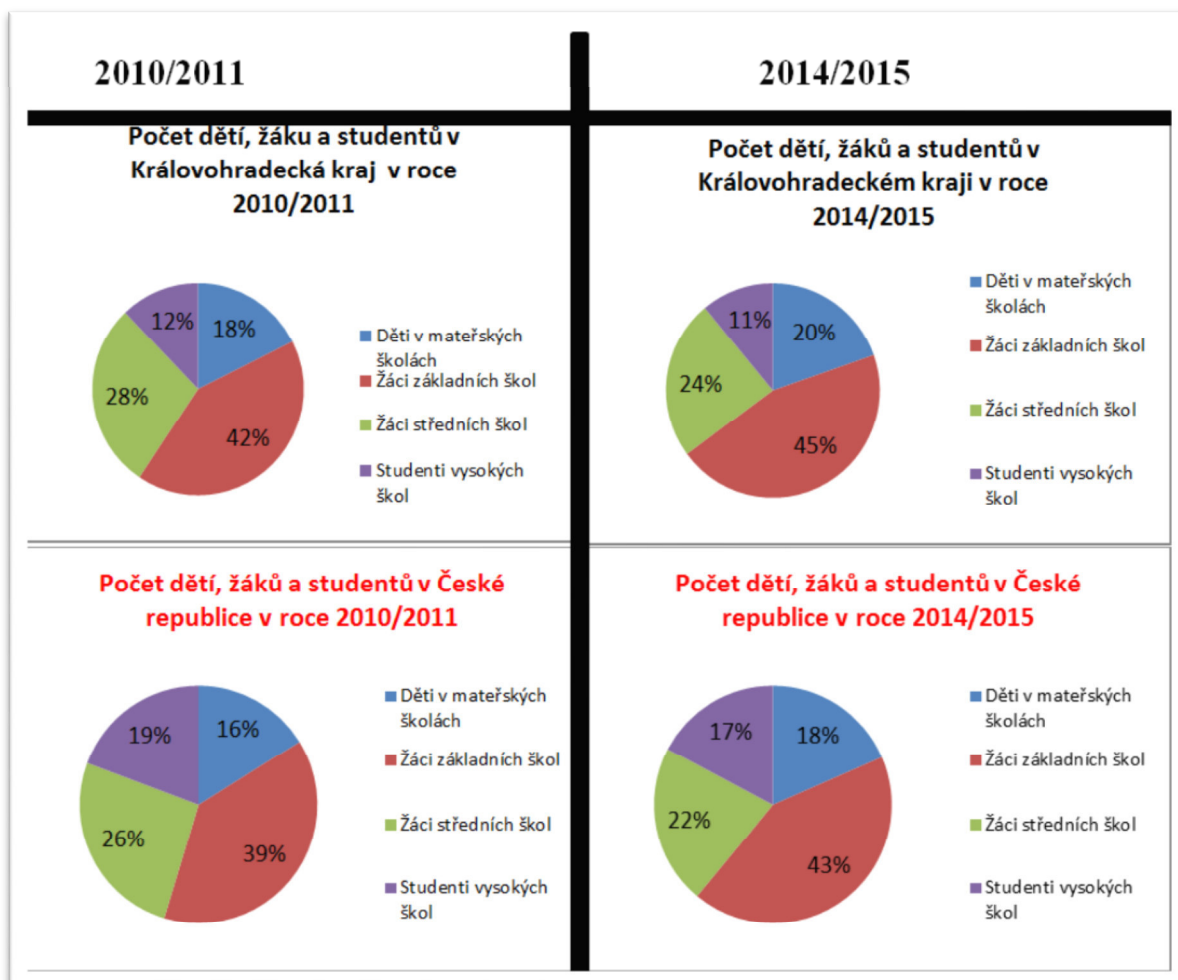 2010/2011
2014/2015
Počet dětí, žáku a studentů v
Královohradecká kraj v roce
2010/2011
12%
18%
28%
42%
Děti v mateřských
školách
Žáci základních škol
Žáci středních škol
Studenti vysokých
škol
Počet dětí, žáků a studentů v
Královohradeckém kraji v roce
2014/2015
11%
20%
24%
45%
Děti v mateřských
školách
Žáci základních škol
Žáci středních škol
Studenti vysokých
škol
Počet dětí, žáků a studentů v České
republice v roce 2010/2011
19%
16%
26%
39%
Děti v mateřských
školách
Žáci základních škol
Žáci středních škol
Studenti vysokých
škol
Počet dětí, žáků a studentů v České
republice v roce 2014/2015
17%
18%
22%
43%
Děti v mateřských
školách
Žáci základních škol
Žáci středních škol
Studenti vysokých
škol